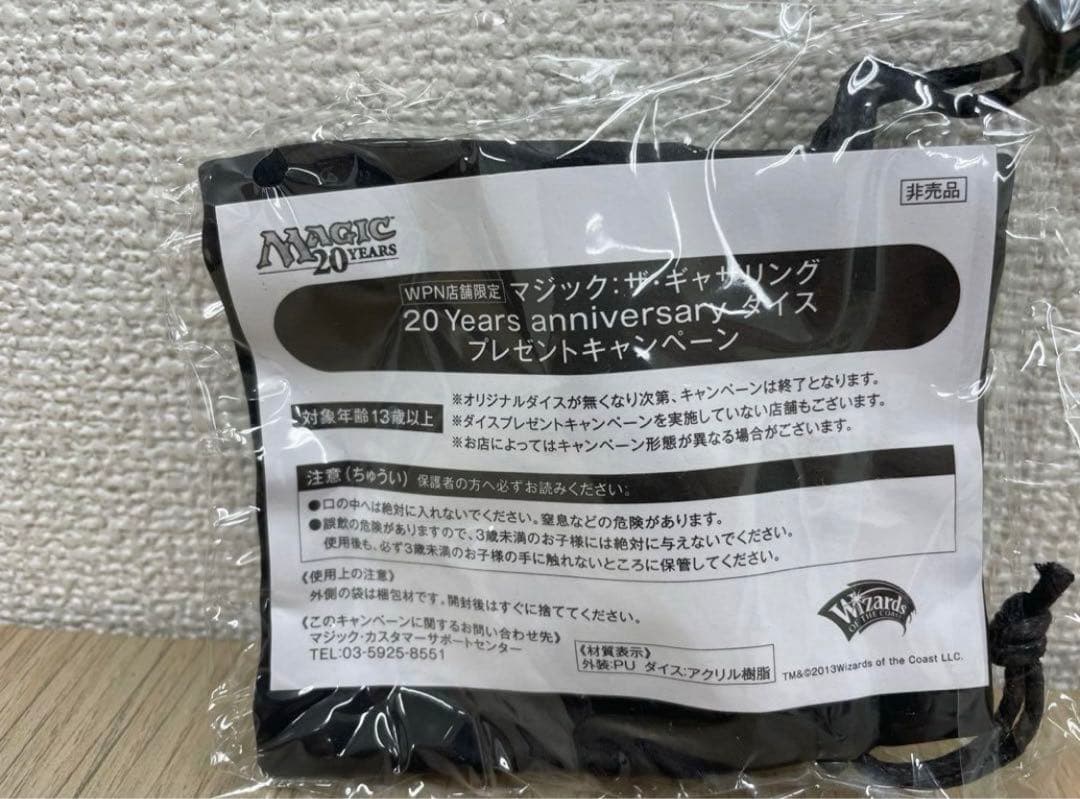 非売品
MAGIC
20 YEARS
WPN店舗限定 マジック:ザ・ギャザリング
20 Years anniversary ダイス
プレゼントキャンペーン
対象年齢13歳以上
※オリジナルダイスが無くなり次第、キャンペーンは終了となります。
※ダイスプレゼントキャンペーンを実施していない店舗もございます。
※お店によってはキャンペーン形態が異なる場合がございます。
注意(ちゅうい) 保護者の方へ必ずお読みください。
●口の中へは絶対に入れないでください。窒息などの危険があります。
●誤飲の危険がありますので、3歳未満のお子様には絶対に与えないでください。
使用後も、必ず3歳未満のお子様の手に触れないところに保管してください。
《使用上の注意》
外側の袋は梱包材です。開封後はすぐに捨ててください。
《このキャンペーンに関するお問い合わせ先》
マジック・カスタマーサポートセンター
TEL:03-5925-8551
《材質表示》
外装:PU ダイス:アクリル樹脂
Wizards
OF THE COAST
TM&©2013Wizards of the Coast LLC.